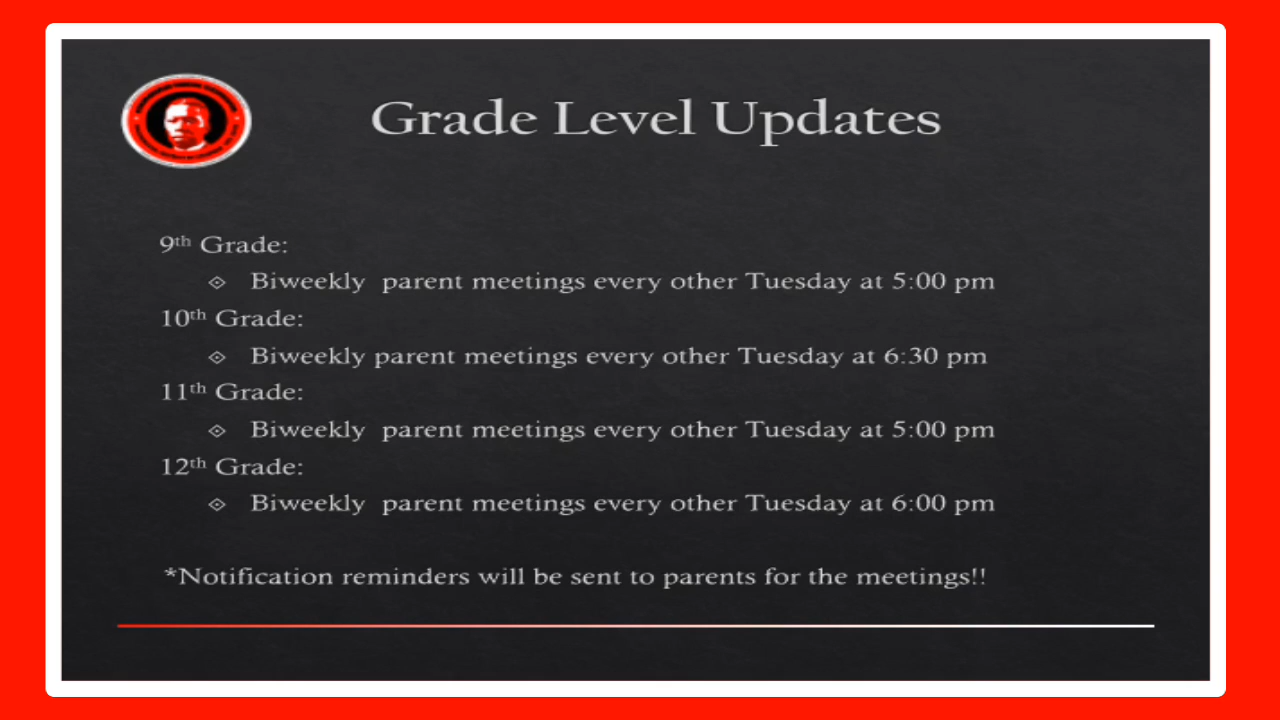 Grade Level Updates
9th Grade:
Biweekly parent meetings every other Tuesday at 5:00 pm
10th Grade:
Biweekly parent meetings every other Tuesday at 6:30 pm
11th Grade:
Biweekly parent meetings every other Tuesday at 5:00 pm
12th Grade:
Biweekly parent meetings every other Tuesday at 6:00 pm
*Notification reminders will be sent to parents for the meetings!!